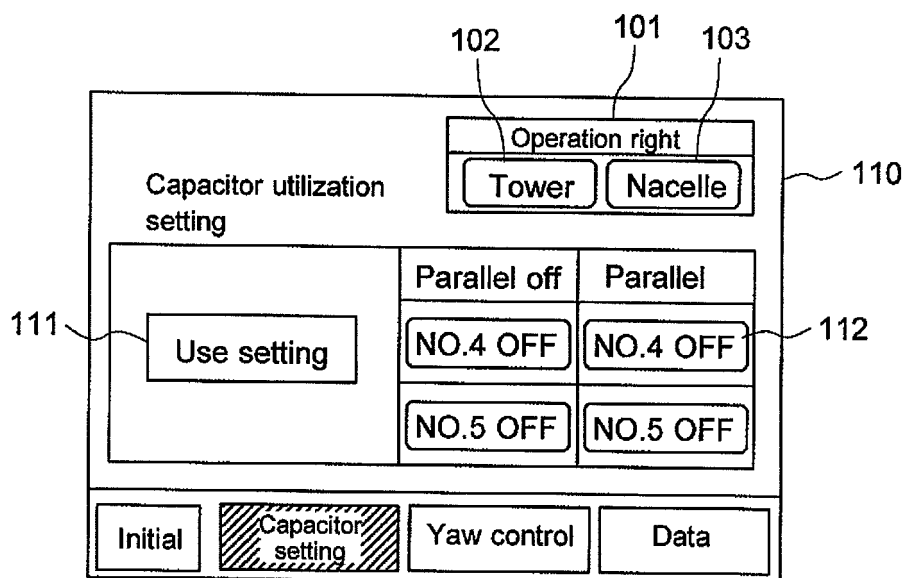 101
102
103
Operation right
Tower Nacelle
110
Capacitor utilization
setting
Parallel off Parallel
111
Use setting
NO.4 OFF NO.4 OFF
112
NO.5 OFF NO.5 OFF
Initial
Capacitor
setting
Yaw control
Data